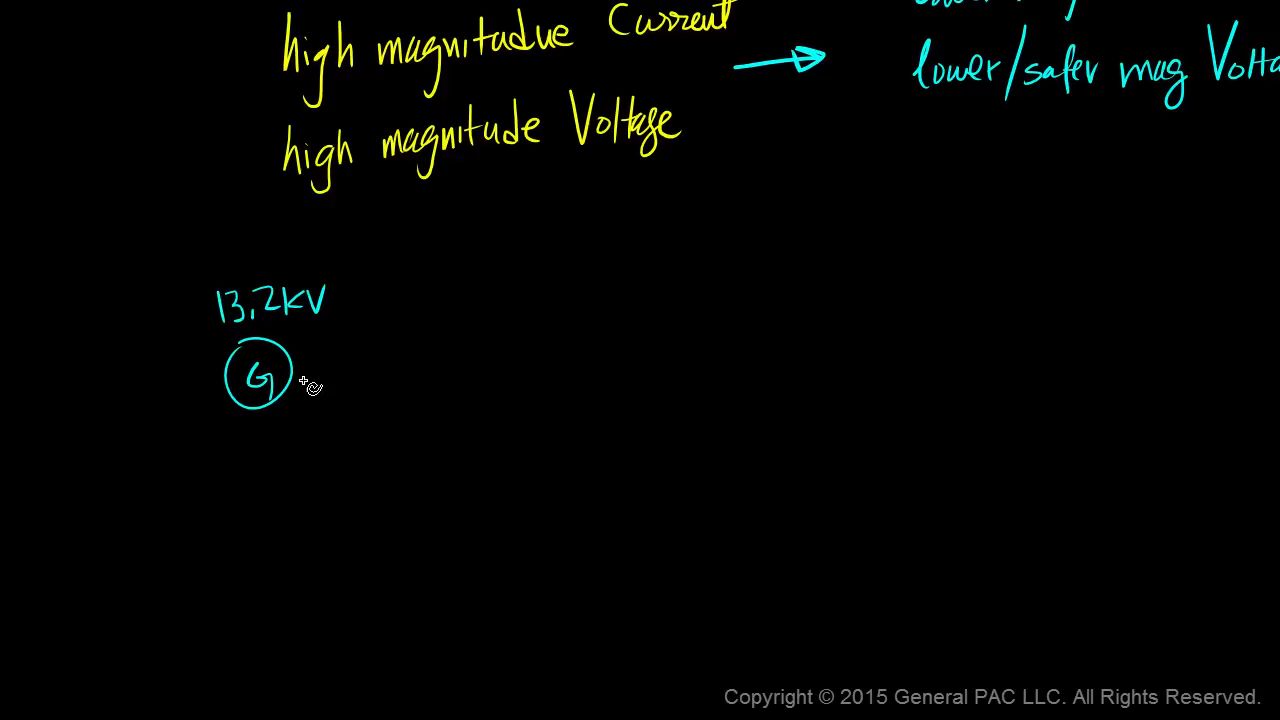 high magnitadue Current
lower/safer mag Volta
high magnitude Voltage
13.2kV
G
Copyright © 2015 General PAC LLC. All Rights Reserved.